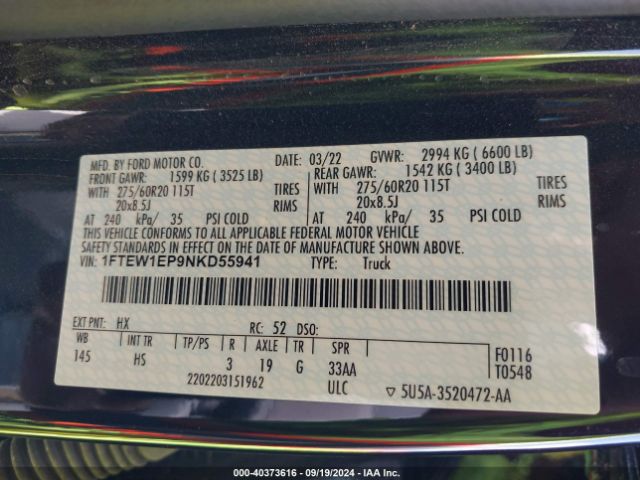 MFD. BY FORD MOTOR CO. DATE: 03/22 GVWR: 2994 KG ( 6600 LB)
FRONT GAWR: 1599 KG ( 3525 LB) REAR GAWR: 1542 KG ( 3400 LB)
WITH 275/60R20 115T TIRES WITH 275/60R20 115T TIRES
20x8.5J RIMS 20x8.5J RIMS
AT 240 kPa/ 35 PSI COLD AT 240 kPa/ 35 PSI COLD
THIS VEHICLE CONFORMS TO ALL APPLICABLE FEDERAL MOTOR VEHICLE
SAFETY STANDARDS IN EFFECT ON THE DATE OF MANUFACTURE SHOWN ABOVE.
VIN: 1FTEW1EP9NKD55941 TYPE: Truck
EXT PNT: HX RC: 52 DSO:
WB INT TR TP/PS R AXLE TR SPR F0116
145 HS 3 19 G 33AA T0548
2202203151962 ULC ▽ 5U5A-3520472-AA
000-40373616 - 09/19/2024 - IAA Inc.